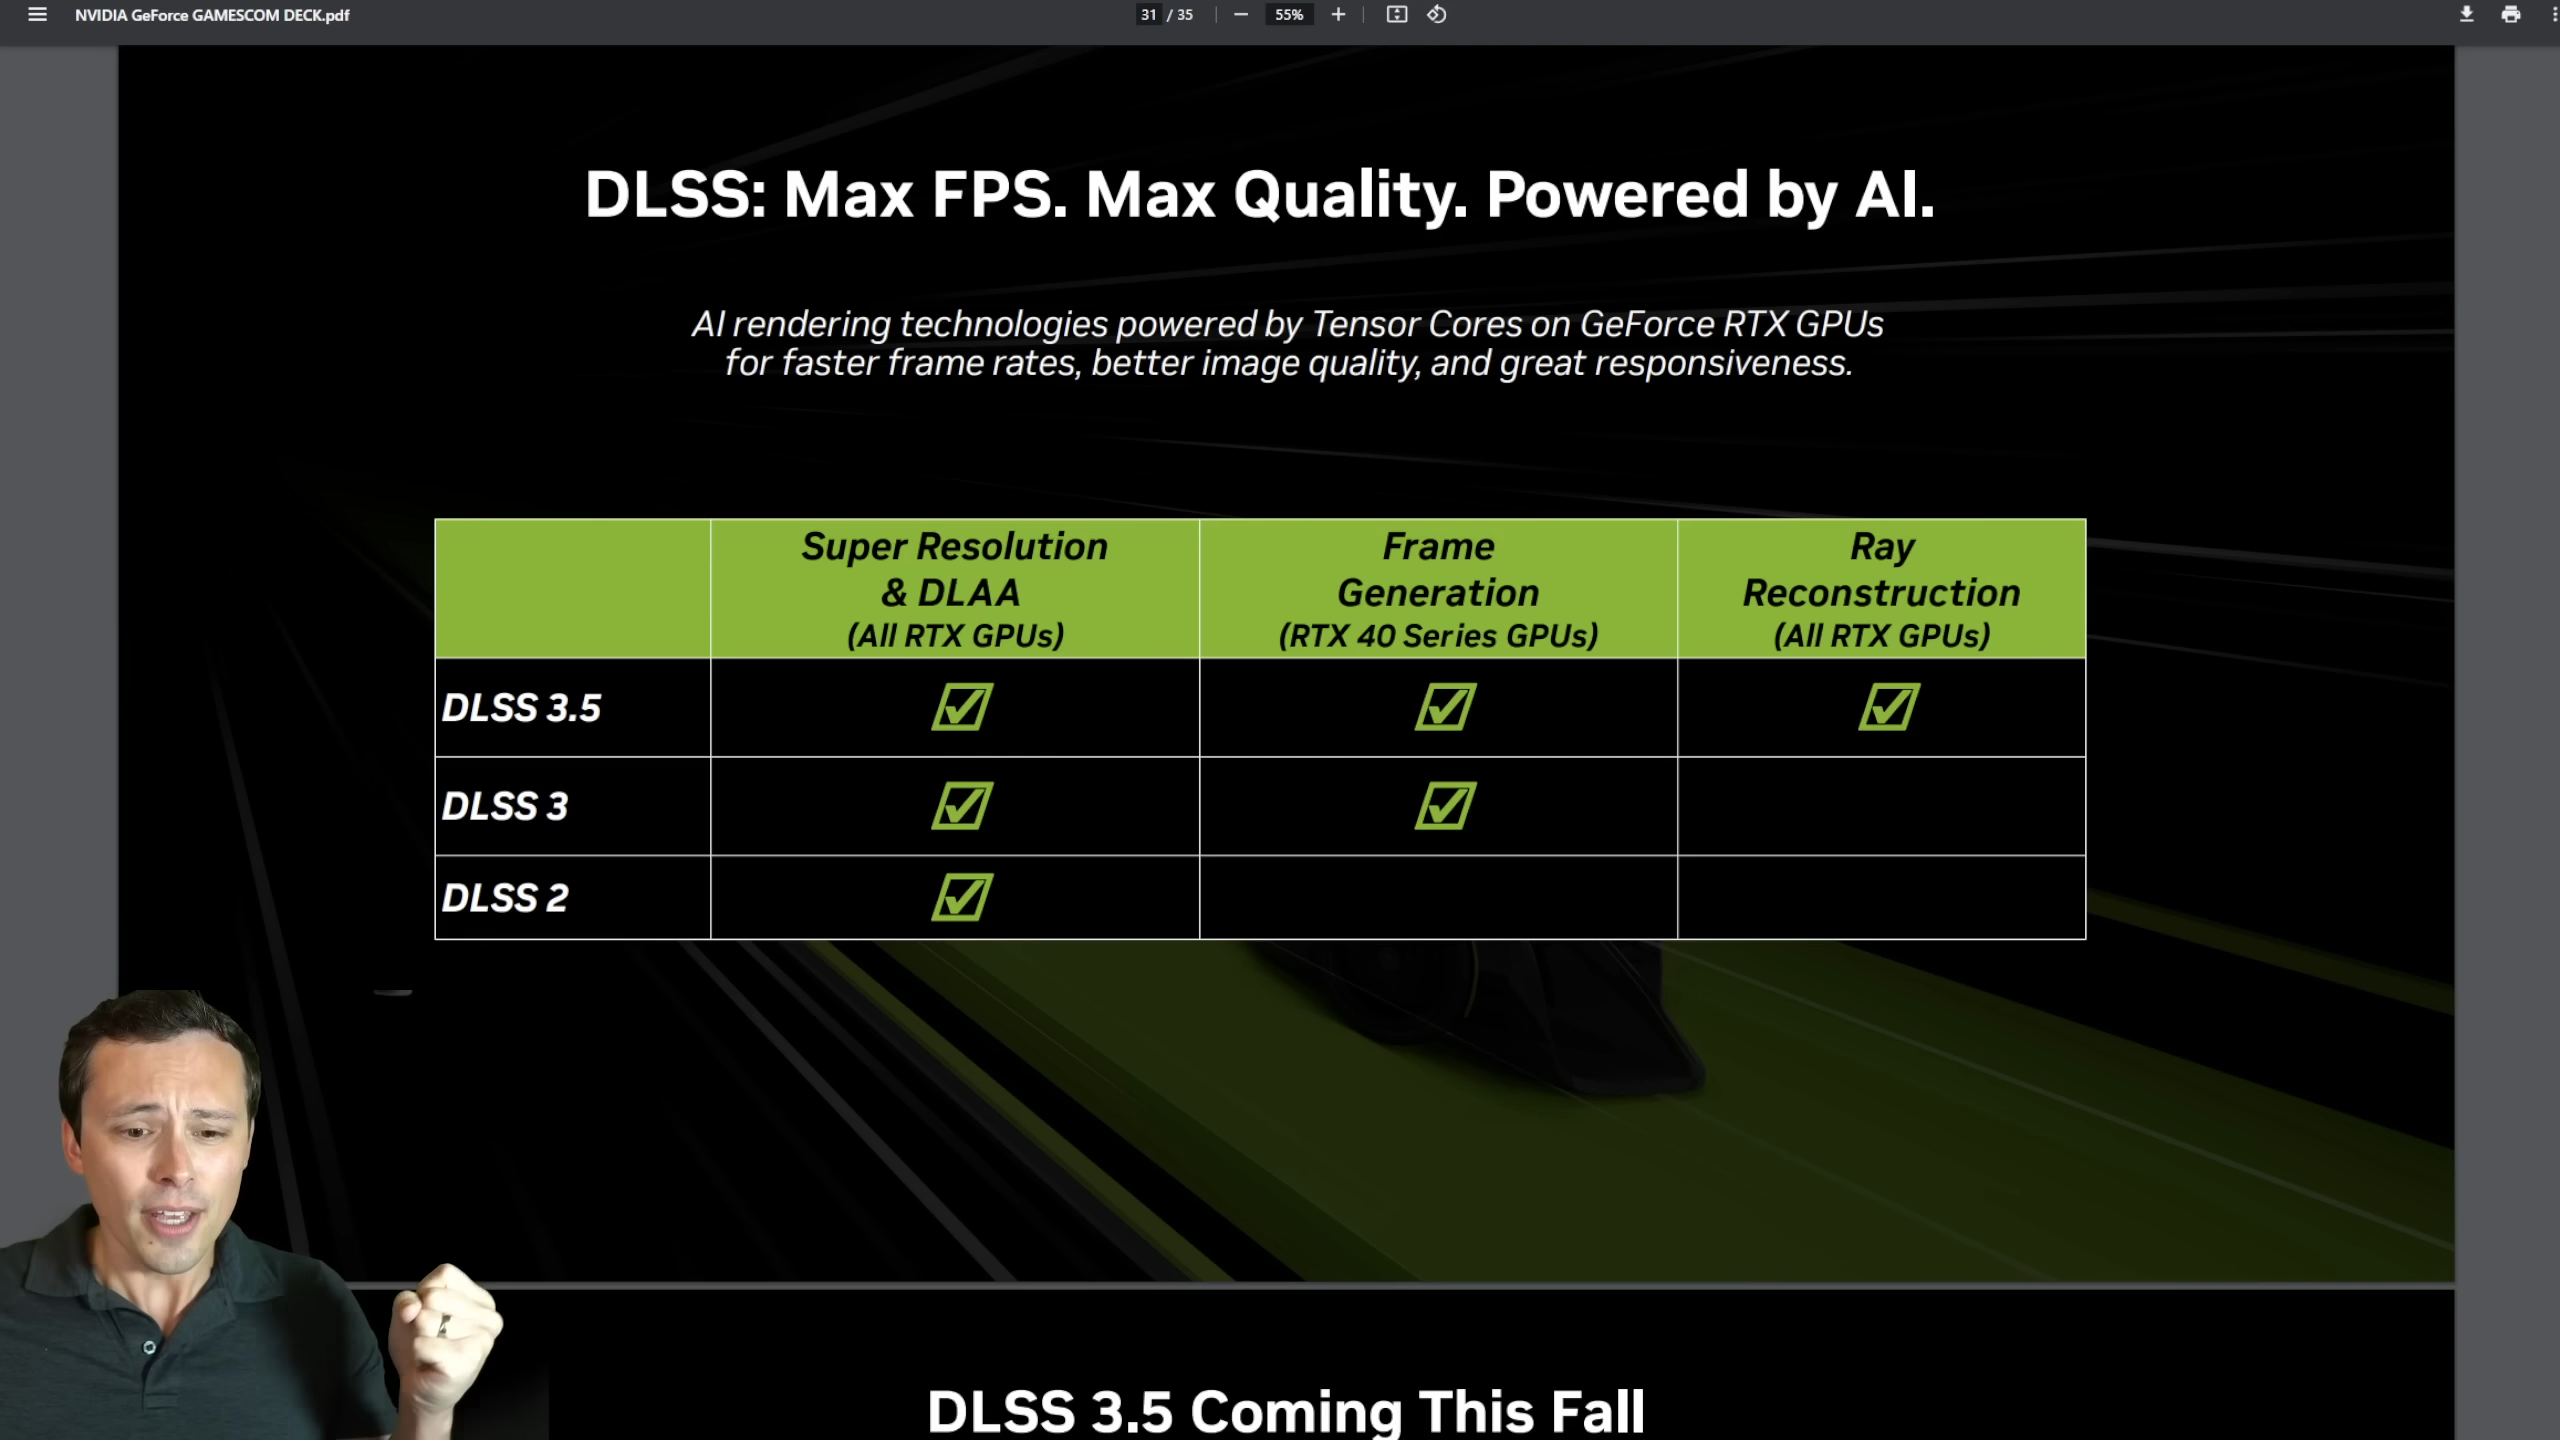 NVIDIA GeForce GAMESCOM DECK.pdf
31 / 35
55%
DLSS: Max FPS. Max Quality. Powered by AI.
AI rendering technologies powered by Tensor Cores on GeForce RTX GPUs
for faster frame rates, better image quality, and great responsiveness.
Super Resolution
& DLAA
(All RTX GPUs)
Frame
Generation
(RTX 40 Series GPUs)
Ray
Reconstruction
(All RTX GPUs)
DLSS 3.5
DLSS 3
DLSS 2
DLSS 3.5 Coming This Fall